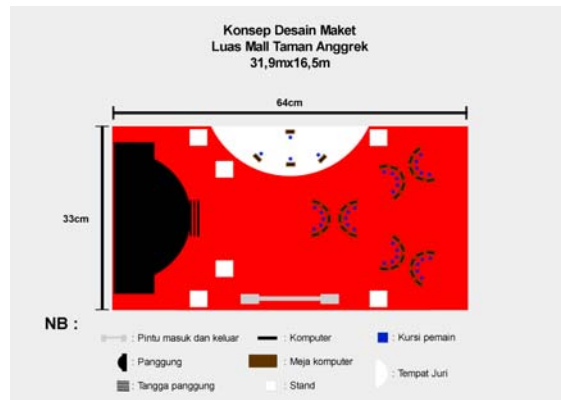 Konsep Desain Maket
Luas Mall Taman Anggrek
31,9mx16,5m
64cm
33cm
NB :
: Pintu masuk dan keluar
: Komputer
: Kursi pemain
: Panggung
: Meja komputer
: Tempat Juri
: Tangga panggung
: Stand